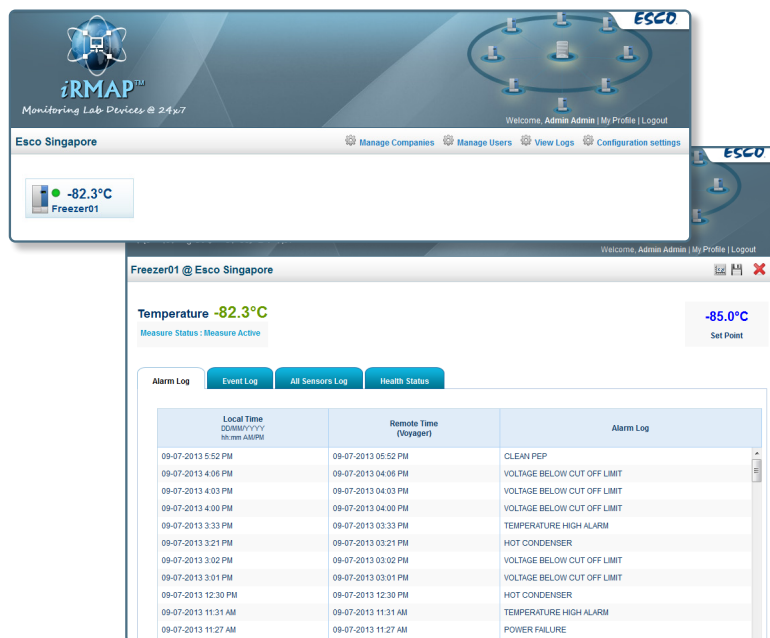 ESCO
iRMAP™
Monitoring Lab Devices @ 24x7
Welcome, Admin Admin | My Profile | Logout
Esco Singapore
Manage Companies Manage Users View Logs Configuration settings
-82.3°C
Freezer01
ESCO
Welcome, Admin Admin | My Profile | Logout
Freezer01 @ Esco Singapore
Temperature -82.3°C
Measure Status : Measure Active
-85.0°C
Set Point
Alarm Log Event Log All Sensors Log Health Status
Local Time
DD/MM/YYYY
hh:mm AM/PM
Remote Time
(Voyager)
Alarm Log
09-07-2013 5:52 PM 09-07-2013 05:52 PM CLEAN PEP
09-07-2013 4:06 PM 09-07-2013 04:06 PM VOLTAGE BELOW CUT OFF LIMIT
09-07-2013 4:03 PM 09-07-2013 04:03 PM VOLTAGE BELOW CUT OFF LIMIT
09-07-2013 4:00 PM 09-07-2013 04:00 PM VOLTAGE BELOW CUT OFF LIMIT
09-07-2013 3:33 PM 09-07-2013 03:33 PM TEMPERATURE HIGH ALARM
09-07-2013 3:21 PM 09-07-2013 03:21 PM HOT CONDENSER
09-07-2013 3:02 PM 09-07-2013 03:02 PM VOLTAGE BELOW CUT OFF LIMIT
09-07-2013 3:01 PM 09-07-2013 03:01 PM VOLTAGE BELOW CUT OFF LIMIT
09-07-2013 12:30 PM 09-07-2013 12:30 PM HOT CONDENSER
09-07-2013 11:31 AM 09-07-2013 11:31 AM TEMPERATURE HIGH ALARM
09-07-2013 11:27 AM 09-07-2013 11:27 AM POWER FAILURE